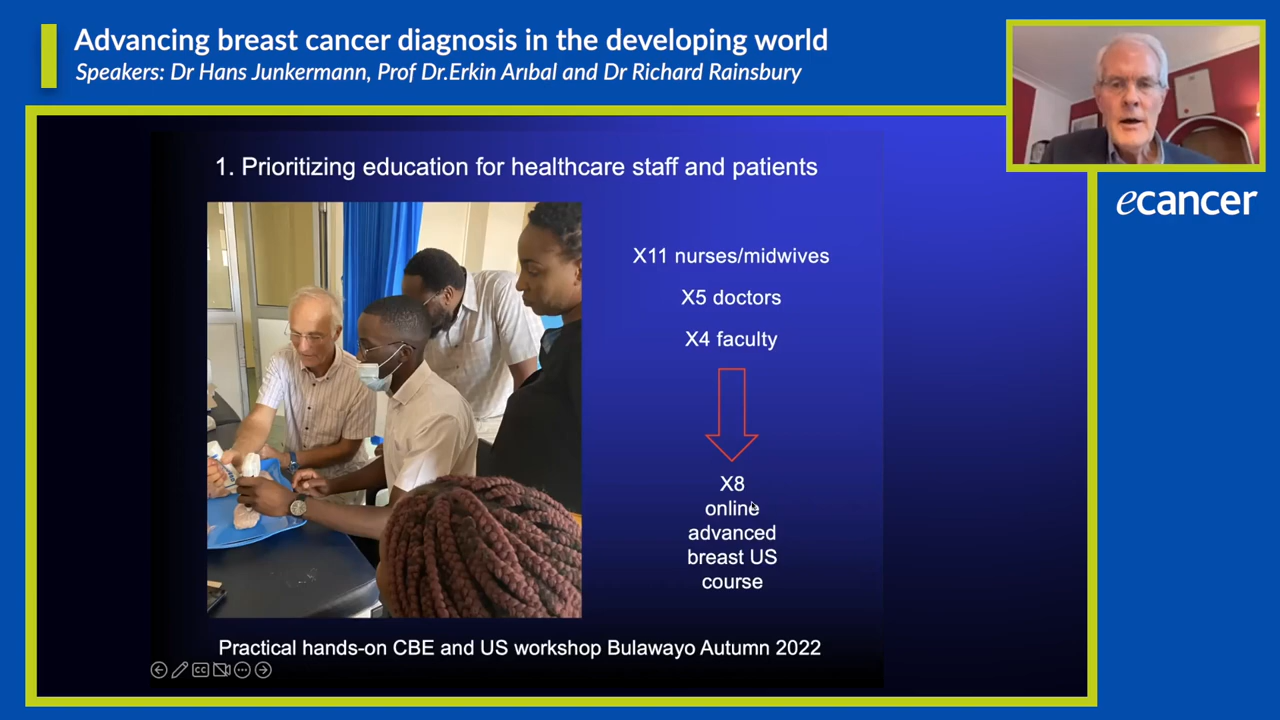 Advancing breast cancer diagnosis in the developing world
Speakers: Dr Hans Junkermann, Prof Dr.Erkin Arıbal and Dr Richard Rainsbury
ecancer
1. Prioritizing education for healthcare staff and patients
X11 nurses/midwives
X5 doctors
X4 faculty
X8
online
advanced
breast US
course
Practical hands-on CBE and US workshop Bulawayo Autumn 2022
CC